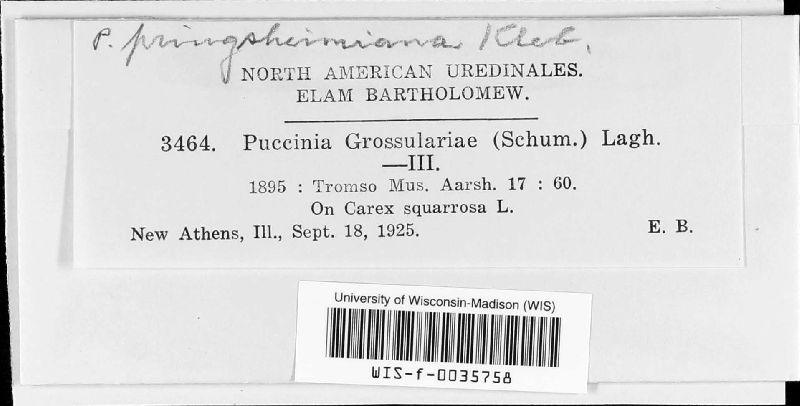 P. pringsheimiana Kleb.
NORTH AMERICAN UREDINALES.
ELAM BARTHOLOMEW.
3464. Puccinia Grossulariae (Schum.) Lagh.
—III.
1895 : Tromso Mus. Aarsh. 17 : 60.
On Carex squarrosa L.
New Athens, Ill., Sept. 18, 1925. E. B.
University of Wisconsin-Madison (WIS)
WIS-f-0035758